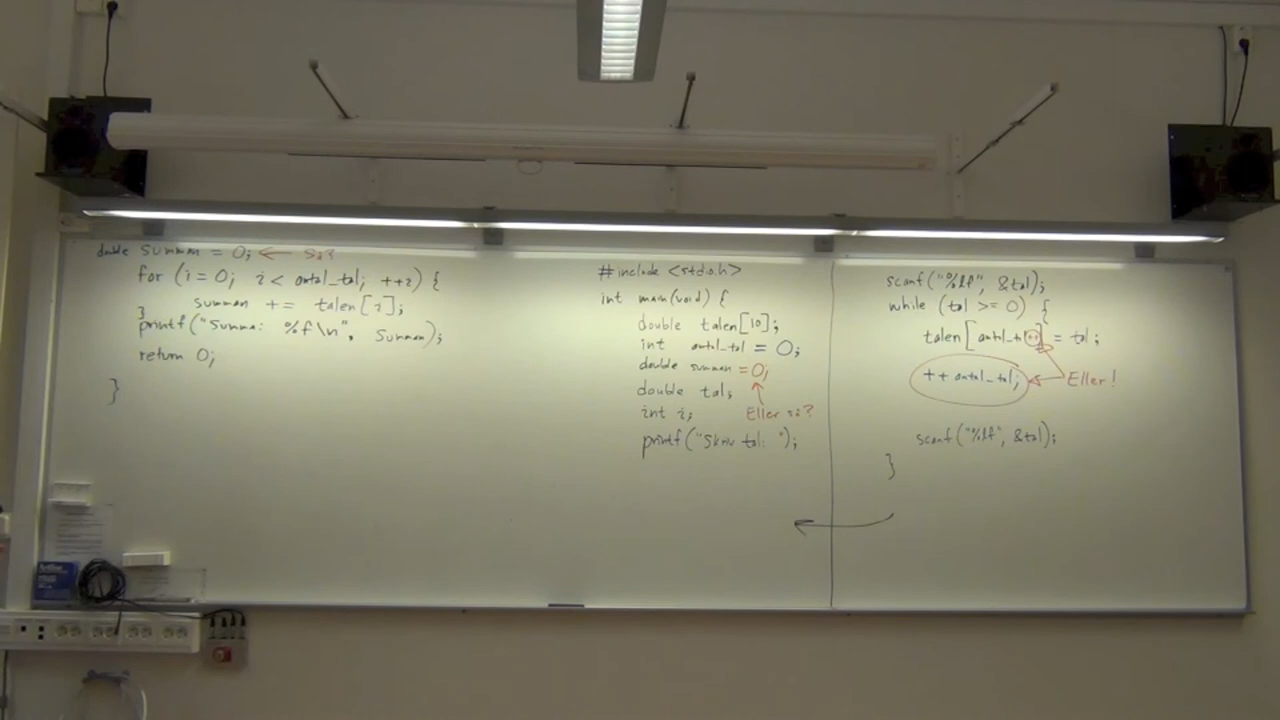 double summan = 0; ← Så?
for (i = 0; i < antal_tal; ++i) {
summan += talen[i];
}
printf("Summa: %f\n", summan);
return 0;
}
#include <stdio.h>
int main(void) {
double talen[10];
int antal_tal = 0;
double summan = 0;
double tal;
int i;
Eller så?
printf("Skriv tal: ");
scanf("%lf", &tal);
while (tal >= 0) {
talen[antal_tal++] = tal;
++antal_tal; Eller!
scanf("%lf", &tal);
}